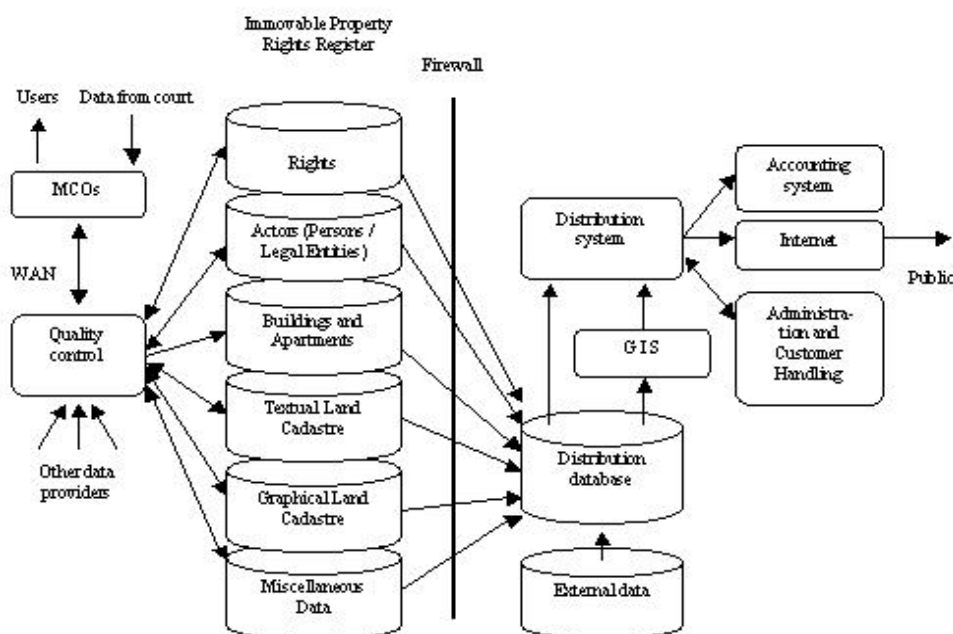 Immovable Property
Rights Register
Firewall
Users
Data from court
Rights
MCOs
Accounting
system
Actors (Persons /
Legal Entities)
Distribution
system
Internet
WAN
Public
Quality
control
Buildings and
Apartments
GIS
Administra-
tion and
Customer
Handling
Textual Land
Cadastre
Distribution
database
Other data
providers
Graphical Land
Cadastre
Miscellaneous
Data
External data